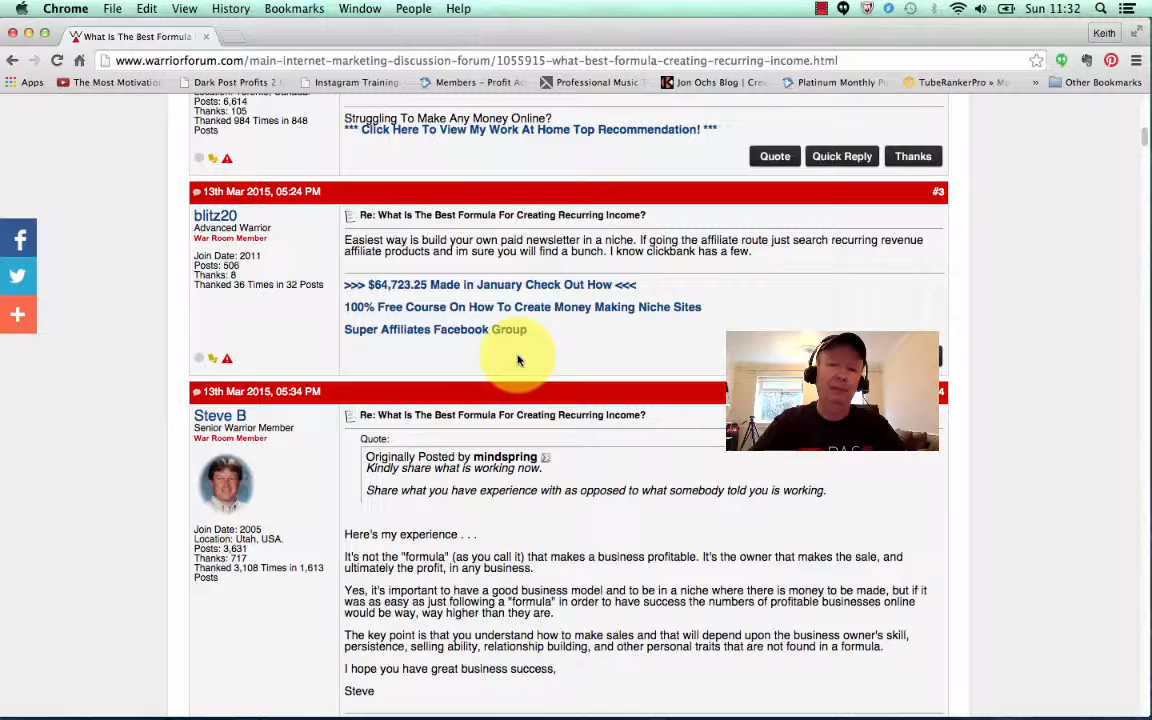 Chrome File Edit View History Bookmarks Window People Help Sun 11:32
What Is The Best Formula
Keith
www.warriorforum.com/main-internet-marketing-discussion-forum/1055915-what-best-formula-creating-recurring-income.html
Apps The Most Motivatio Dark Post Profits 2. Instagram Training Members – Profit A Professional Music Jon Ochs Blog | Cre Platinum Monthly P TubeRankerPro » M » Other Bookmarks
Location: Toronto, Canada.
Posts: 6,614
Thanks: 105
Thanked 984 Times in 848
Posts
Struggling To Make Any Money Online?
*** Click Here To View My Work At Home Top Recommendation! ***
Quote Quick Reply Thanks
13th Mar 2015, 05:24 PM #3
blitz20
Advanced Warrior
War Room Member
Join Date: 2011
Posts: 506
Thanks: 8
Thanked 36 Times in 32 Posts
Re: What Is The Best Formula For Creating Recurring Income?
Easiest way is build your own paid newsletter in a niche. If going the affiliate route just search recurring revenue
affiliate products and im sure you will find a bunch. I know clickbank has a few.
>>> $64,723.25 Made in January Check Out How <<<
100% Free Course On How To Create Money Making Niche Sites
Super Affiliates Facebook Group
13th Mar 2015, 05:34 PM
Steve B
Senior Warrior Member
War Room Member
Join Date: 2005
Location: Utah, USA.
Posts: 3,631
Thanks: 717
Thanked 3,108 Times in 1,613
Posts
Re: What Is The Best Formula For Creating Recurring Income?
Quote:
Originally Posted by mindspring
Kindly share what is working now.
Share what you have experience with as opposed to what somebody told you is working.
Here's my experience . . .
It's not the "formula" (as you call it) that makes a business profitable. It's the owner that makes the sale, and
ultimately the profit, in any business.
Yes, it's important to have a good business model and to be in a niche where there is money to be made, but if it
was as easy as just following a "formula" in order to have success the numbers of profitable businesses online
would be way, way higher than they are.
The key point is that you understand how to make sales and that will depend upon the business owner's skill,
persistence, selling ability, relationship building, and other personal traits that are not found in a formula.
I hope you have great business success,
Steve